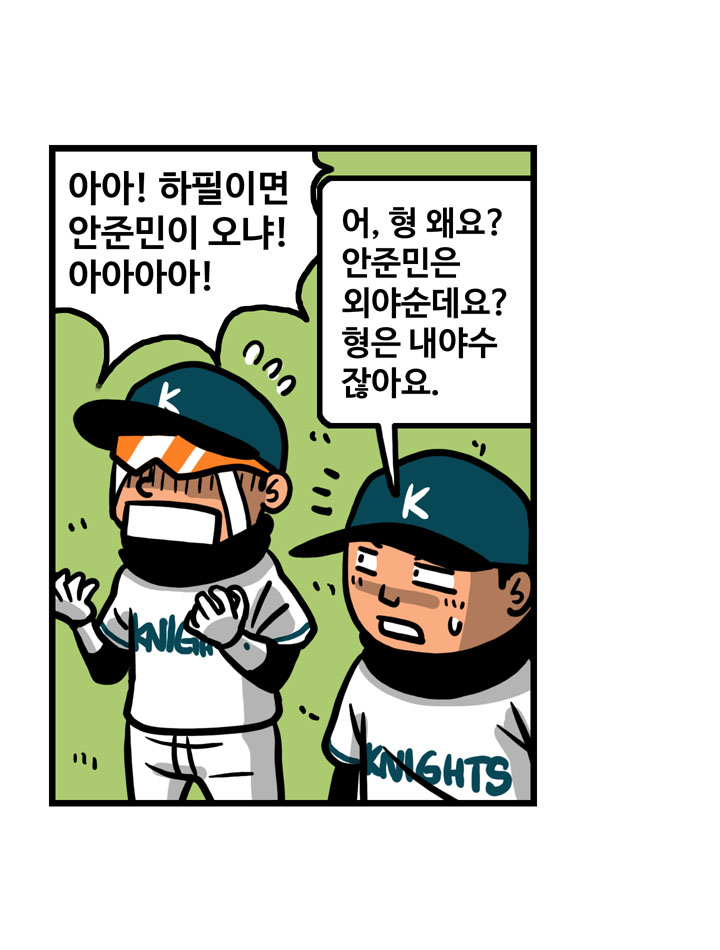 아아! 하필이면
안준민이 오냐!
아아아아!
어, 형 왜요?
안준민은
외야순데요?
형은 내야수
잖아요.
K
K
KNIGH
KNIGHTS